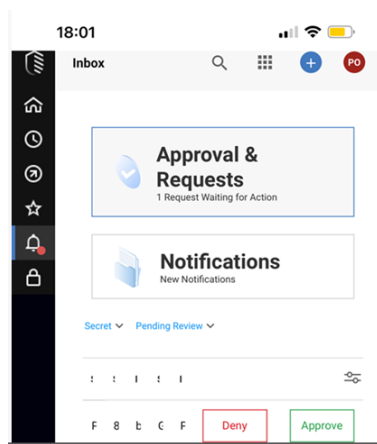 18:01
Inbox
PO
Approval &
Requests
1 Request Waiting for Action
Notifications
New Notifications
Secret Pending Review
F 8 b G F Deny Approve